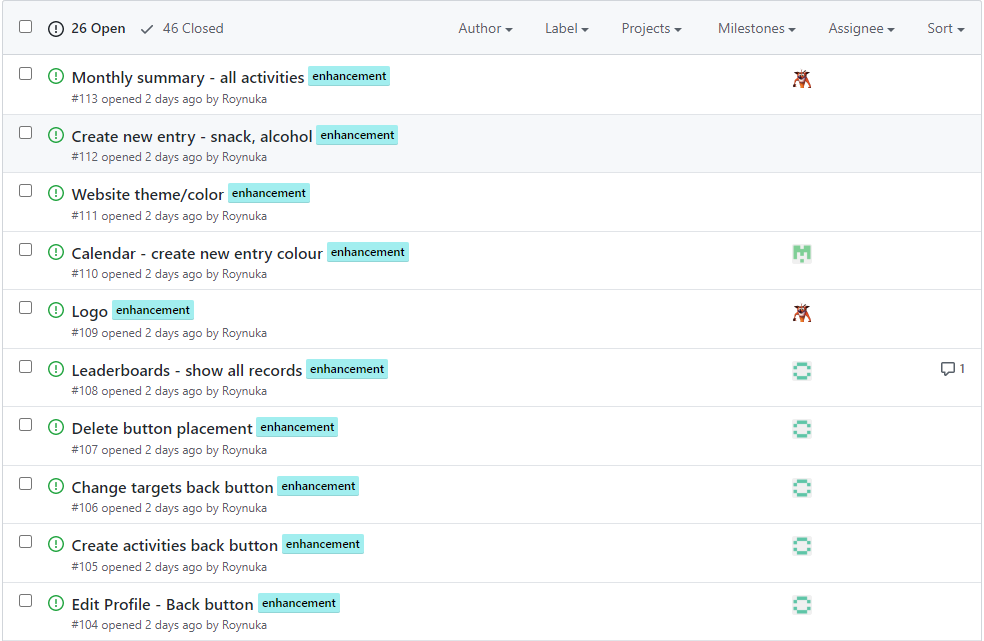 26 Open 46 Closed Author Label Projects Milestones Assignee Sort
Monthly summary - all activities enhancement
#113 opened 2 days ago by Roynuka
Create new entry - snack, alcohol enhancement
#112 opened 2 days ago by Roynuka
Website theme/color enhancement
#111 opened 2 days ago by Roynuka
Calendar - create new entry colour enhancement
#110 opened 2 days ago by Roynuka
Logo enhancement
#109 opened 2 days ago by Roynuka
Leaderboards - show all records enhancement 1
#108 opened 2 days ago by Roynuka
Delete button placement enhancement
#107 opened 2 days ago by Roynuka
Change targets back button enhancement
#106 opened 2 days ago by Roynuka
Create activities back button enhancement
#105 opened 2 days ago by Roynuka
Edit Profile - Back button enhancement
#104 opened 2 days ago by Roynuka